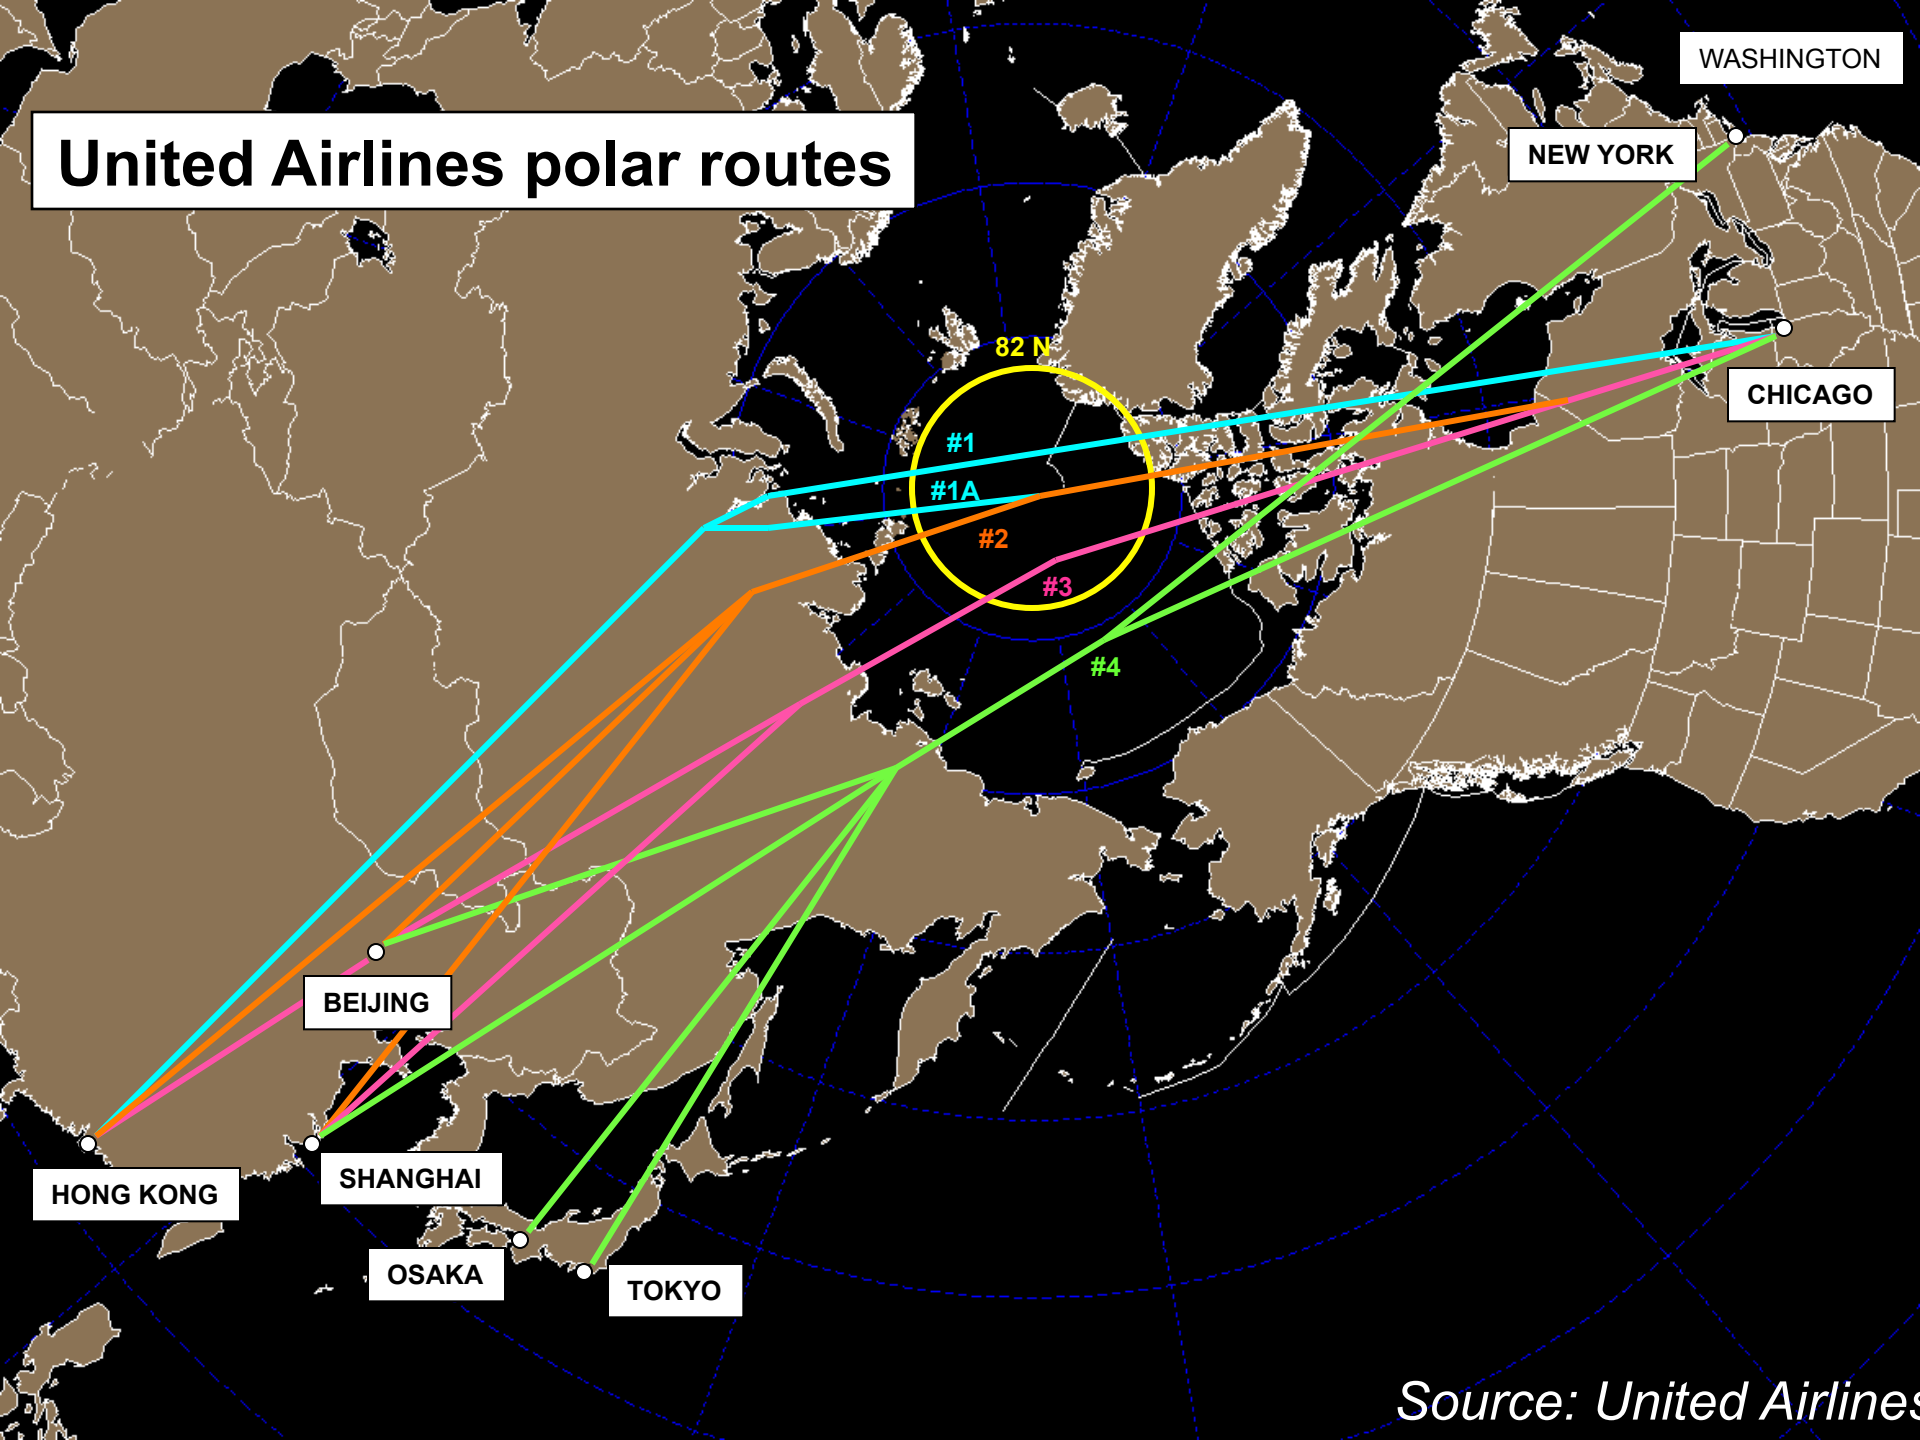 WASHINGTON
United Airlines polar routes
NEW YORK
82 N
CHICAGO
#1
#1A
#2
#3
#4
BEIJING
SHANGHAI
HONG KONG
OSAKA
TOKYO
Source: United Airlines